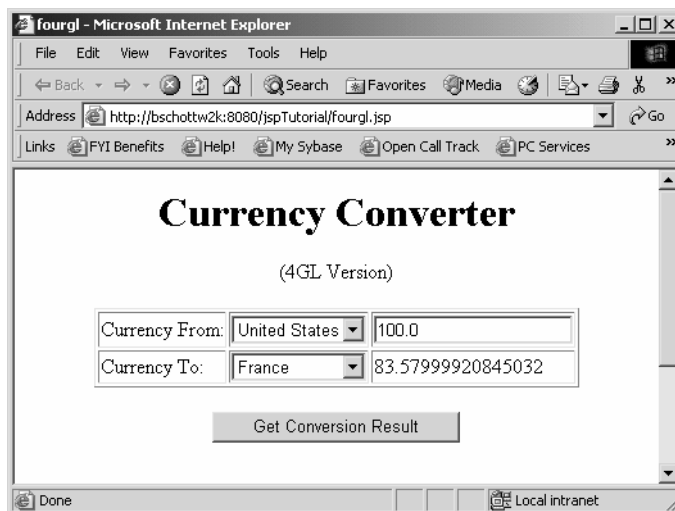 fourgl - Microsoft Internet Explorer
File Edit View Favorites Tools Help
Back Search Favorites Media »
Address http://bschottw2k:8080/jspTutorial/fourgl.jsp Go
Links FYI Benefits Help! My Sybase Open Call Track PC Services »
Currency Converter
(4GL Version)
Currency From: United States 100.0
Currency To: France 83.57999920845032
Get Conversion Result
Done Local intranet